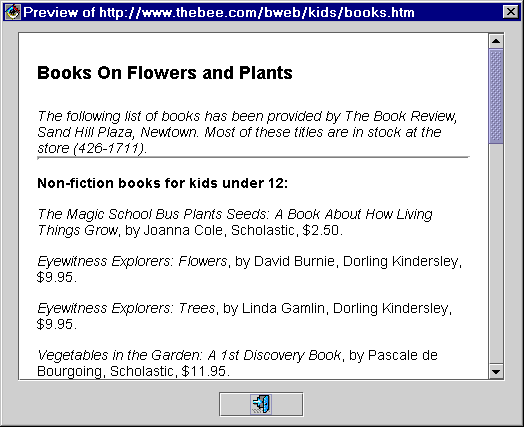 Preview of http://www.thebee.com/bweb/kids/books.htm
Books On Flowers and Plants
The following list of books has been provided by The Book Review,
Sand Hill Plaza, Newtown. Most of these titles are in stock at the
store (426-1711).
Non-fiction books for kids under 12:
The Magic School Bus Plants Seeds: A Book About How Living
Things Grow, by Joanna Cole, Scholastic, $2.50.
Eyewitness Explorers: Flowers, by David Burnie, Dorling Kindersley,
$9.95.
Eyewitness Explorers: Trees, by Linda Gamlin, Dorling Kindersley,
$9.95.
Vegetables in the Garden: A 1st Discovery Book, by Pascale de
Bourgoing, Scholastic, $11.95.